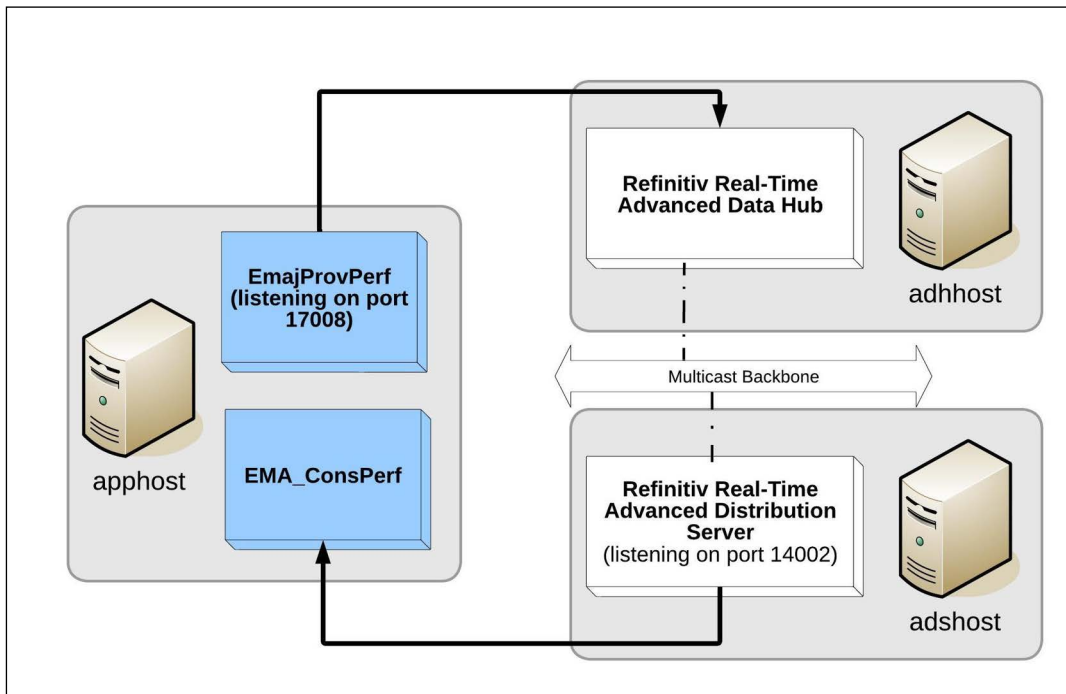 EmajProvPerf
(listening on port
17008)
EMA_ConsPerf
apphost
Refinitiv Real-Time
Advanced Data Hub
adhhost
Multicast Backbone
Refinitiv Real-Time
Advanced Distribution
Server
(listening on port 14002)
adshost